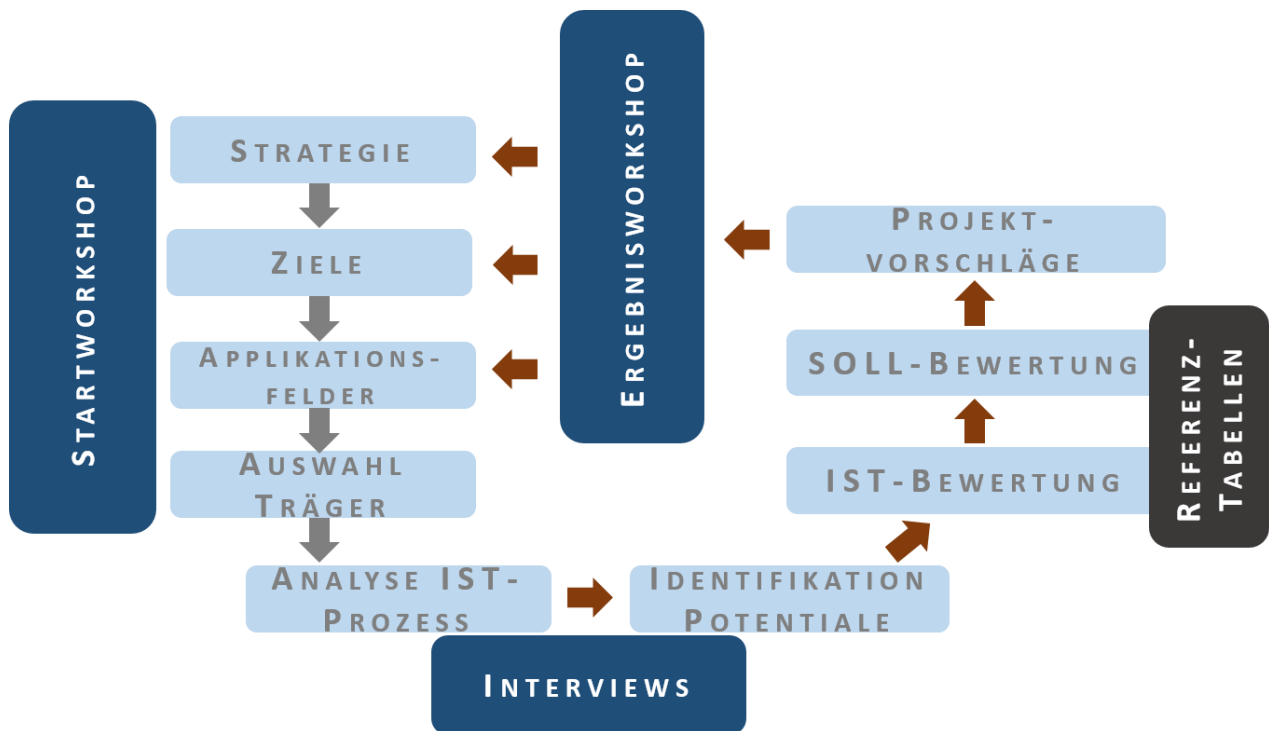 STARTWORKSHOP
STRATEGIE
ZIELE
APPLIKATIONS-
FELDER
AUSWAHL
TRÄGER
ANALYSE IST-
PROZESS
INTERVIEWS
IDENTIFIKATION
POTENTIALE
IST-BEWERTUNG
SOLL-BEWERTUNG
REFERENZ-
TABELLEN
PROJEKT-
VORSCHLÄGE
ERGEBNISWORKSHOP